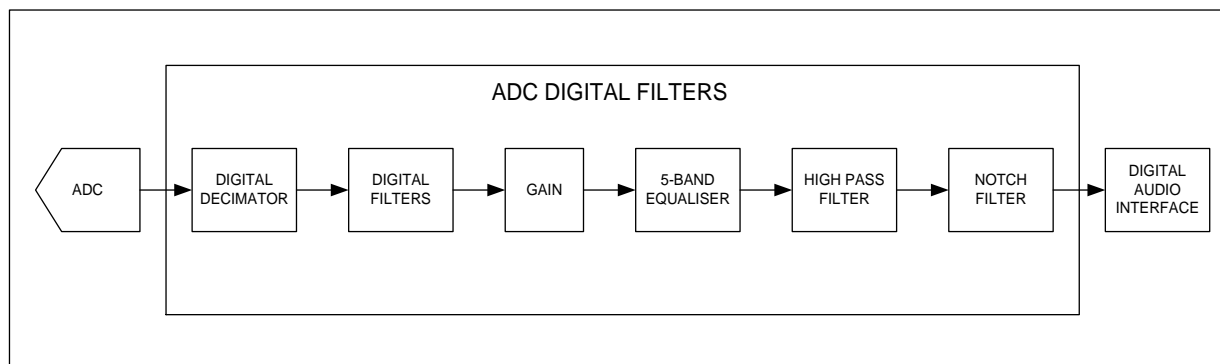 ADC DIGITAL FILTERS
ADC
DIGITAL
DECIMATOR
DIGITAL
FILTERS
GAIN
5-BAND
EQUALISER
HIGH PASS
FILTER
NOTCH
FILTER
DIGITAL
AUDIO
INTERFACE